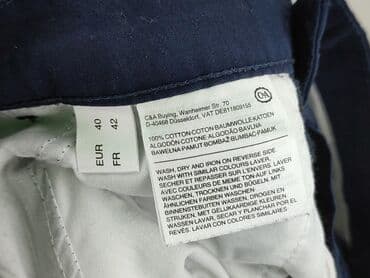 EUR 40
FR 42
C&A Buying, Wanheimer Str. 70
D-40468 Düsseldorf, VAT DE811809155
C&A
100% COTTON-COTON-BAUMWOLLE-KATOEN
ALGODÓN-COTONE-ALGODÃO-BAVLNA
BAWEŁNA-PAMUT-BOMBAŽ-BUMBAC-PAMUK
WASH, DRY AND IRON ON REVERSE SIDE
WASH WITH SIMILAR COLOURS.LAVER,
SECHER ET REPASSER SUR L'ENVERS. LAVER
AVEC COULEURS DE MEME TON.AUF LINKS
WASCHEN, TROCKNEN UND BÜGELN. MIT
ÄHNLICHEN FARBEN WASCHEN.
BINNENSTEBUITEN WASSEN, DROGEN EN
STRIJKEN. MET GELIJKE KLEUREN
WASSEN LAVAR, SECAR Y PLANCHAR POR EL
REVÉS. LAVAR CON COLORES SIMILARES